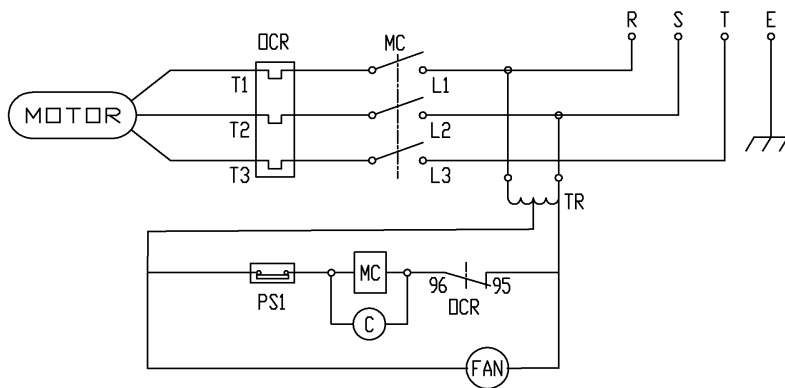 R S T E
OCR MC
T1 L1
MOTOR T2 L2
T3 L3
TR
MC
PS1 96 OCR 95
C
FAN